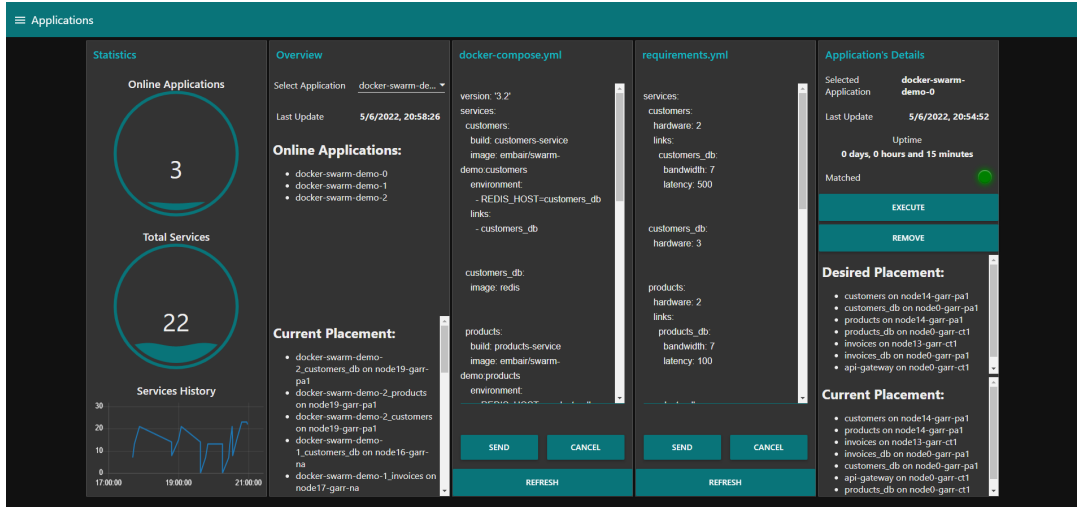 Applications
Statistics
Online Applications
3
Total Services
22
Services History
30
20
10
0
17:00:00
19:00:00
21:00:00
Overview
Select Application
docker-swarm-de...
Last Update
5/6/2022, 20:58:26
Online Applications:
docker-swarm-demo-0
docker-swarm-demo-1
docker-swarm-demo-2
Current Placement:
docker-swarm-demo-
2_customers_db on node19-garr-
pa1
docker-swarm-demo-2_products
on node19-garr-pa1
docker-swarm-demo-2_customers
on node19-garr-pa1
docker-swarm-demo-
1_customers_db on node16-garr-
na
docker-swarm-demo-1_invoices on
node17-garr-na
docker-compose.yml
version: '3.2'
services:
customers:
build: customers-service
image: embair/swarm-
demo:customers
environment:
- REDIS_HOST=customers_db
links:
- customers_db
customers_db:
image: redis
products:
build: products-service
image: embair/swarm-
demo:products
environment:
SEND
CANCEL
REFRESH
requirements.yml
services:
customers:
hardware: 2
links:
customers_db:
bandwidth: 7
latency: 500
customers_db:
hardware: 3
products:
hardware: 2
links:
products_db:
bandwidth: 7
latency: 100
SEND
CANCEL
REFRESH
Application's Details
Selected
Application
docker-swarm-
demo-0
Last Update
5/6/2022, 20:54:52
Uptime
0 days, 0 hours and 15 minutes
Matched
EXECUTE
REMOVE
Desired Placement:
customers on node14-garr-pa1
customers_db on node0-garr-pa1
products on node14-garr-pa1
products_db on node0-garr-ct1
invoices on node13-garr-ct1
invoices_db on node0-garr-pa1
api-gateway on node0-garr-ct1
Current Placement:
customers on node14-garr-pa1
products on node14-garr-pa1
invoices on node13-garr-ct1
invoices_db on node0-garr-pa1
customers_db on node0-garr-pa1
api-gateway on node0-garr-ct1
products_db on node0-garr-ct1